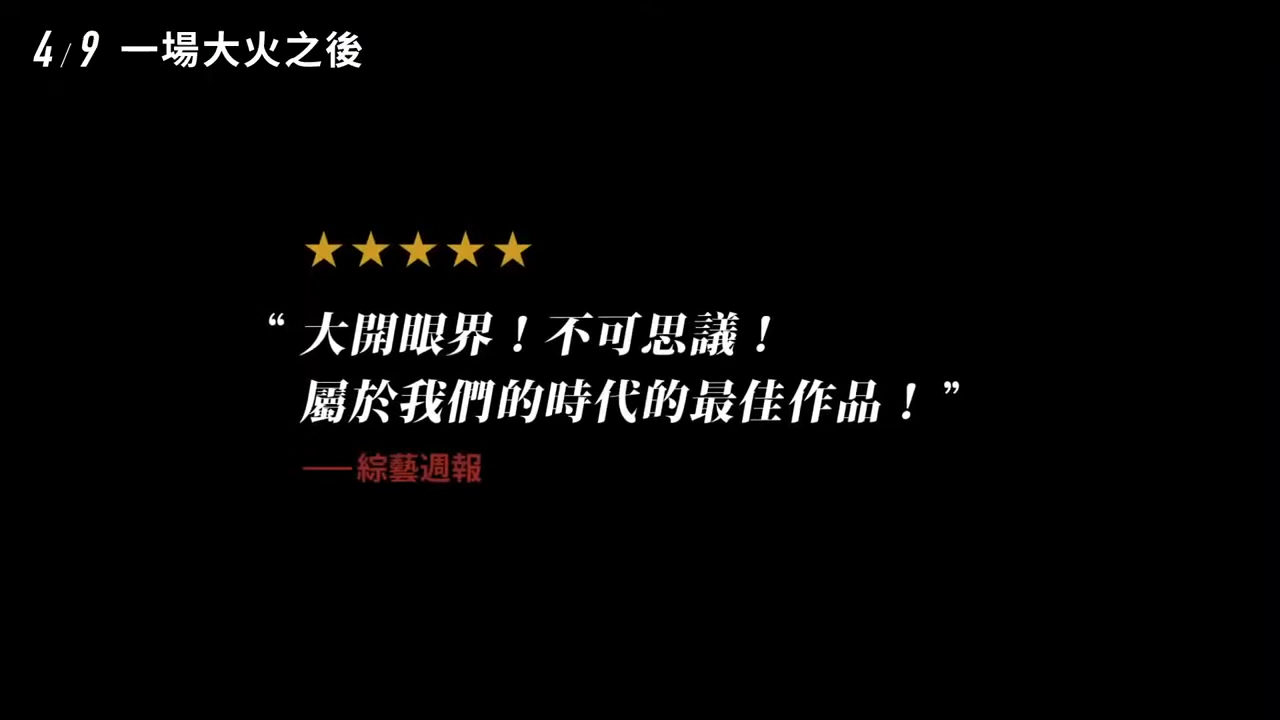 4/9 一場大火之後
★★★★★
“大開眼界！不可思議！
屬於我們的時代的最佳作品！”
——綜藝週報